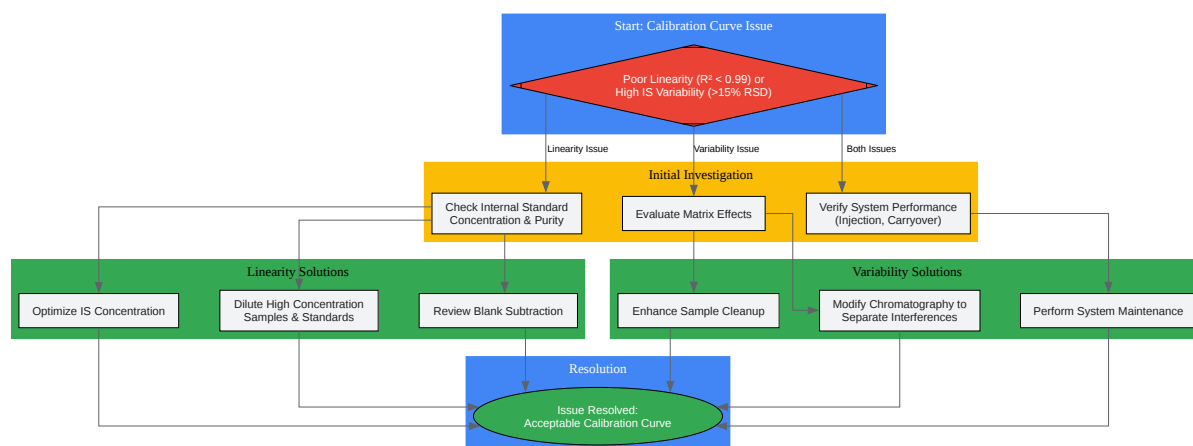 Start: Calibration Curve Issue
Poor Linearity (R² < 0.99) or
High IS Variability (>15% RSD)
Linearity Issue
Variability Issue
Both Issues
Initial Investigation
Check Internal Standard
Concentration & Purity
Evaluate Matrix Effects
Verify System Performance
(Injection, Carryover)
Linearity Solutions
Optimize IS Concentration
Dilute High Concentration
Samples & Standards
Review Blank Subtraction
Variability Solutions
Enhance Sample Cleanup
Modify Chromatography to
Separate Interferences
Perform System Maintenance
Resolution
Issue Resolved:
Acceptable Calibration Curve